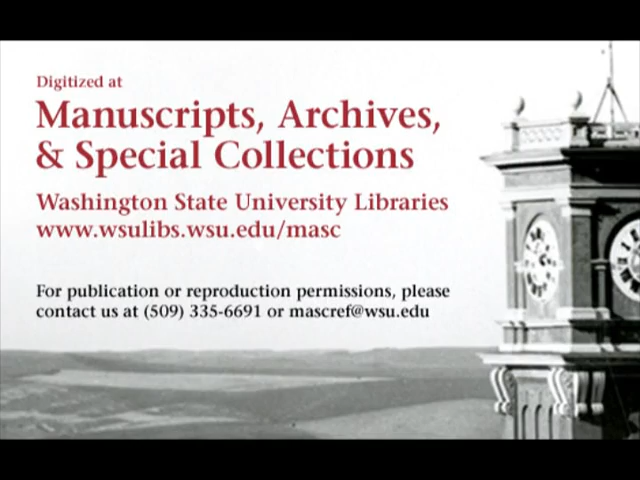 Digitized at
Manuscripts, Archives,
& Special Collections
Washington State University Libraries
www.wsulibs.wsu.edu/masc
For publication or reproduction permissions, please
contact us at (509) 335-6691 or mascref@wsu.edu